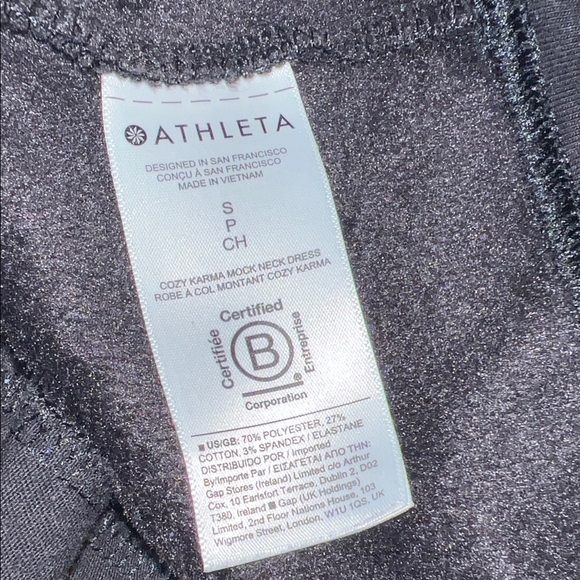 ATHLETA
DESIGNED IN SAN FRANCISCO
CONÇU À SAN FRANCISCO
MADE IN VIETNAM
S
P
CH
COZY KARMA MOCK NECK DRESS
ROBE À COL MONTANT COZY KARMA
Certified
Certifiée
B
Entreprise
®
Corporation
■ US/GB: 70% POLYESTER, 27%
COTTON, 3% SPANDEX / ELASTANE
DISTRIBUIDO POR / imported
By/Importe Par / ΕΙΣΑΓΕΤΑΙ ΑΠΟ ΤΗΝ:
Gap Stores (Ireland) Limited c/o Arthur
Cox, 10 Earlsfort Terrace, Dublin 2, D02
T380, Ireland ■ Gap (UK Holdings)
Limited, 2nd Floor Nations House, 103
Wigmore Street, London, W1U 1QS, UK